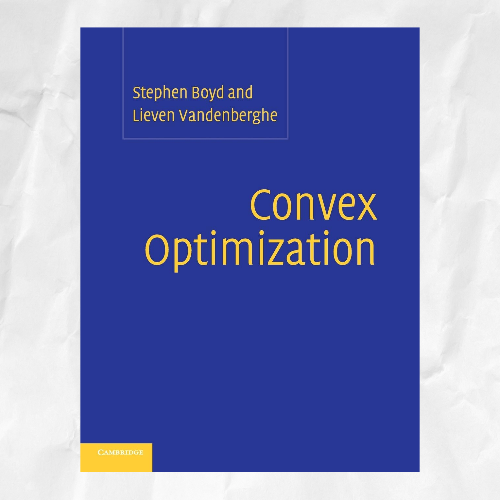 Stephen Boyd and
Lieven Vandenberghe
Convex
Optimization
CAMBRIDGE